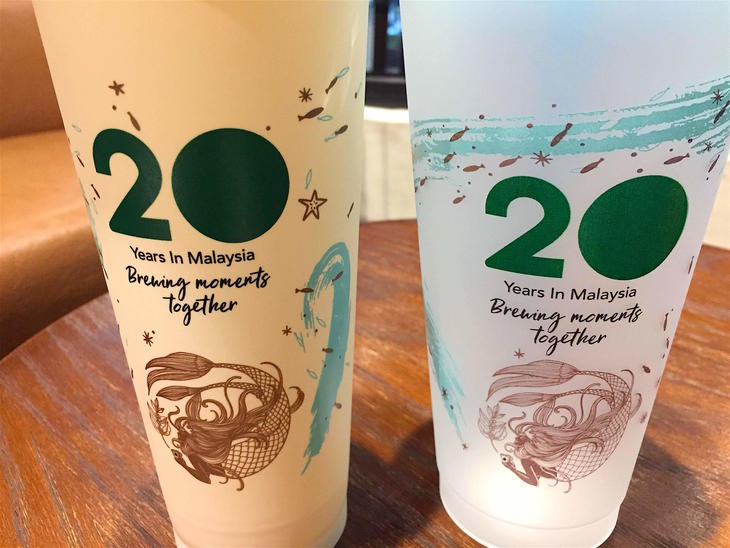 20
Years In Malaysia
Brewing moments
together
20
Years In Malaysia
Brewing moments
together